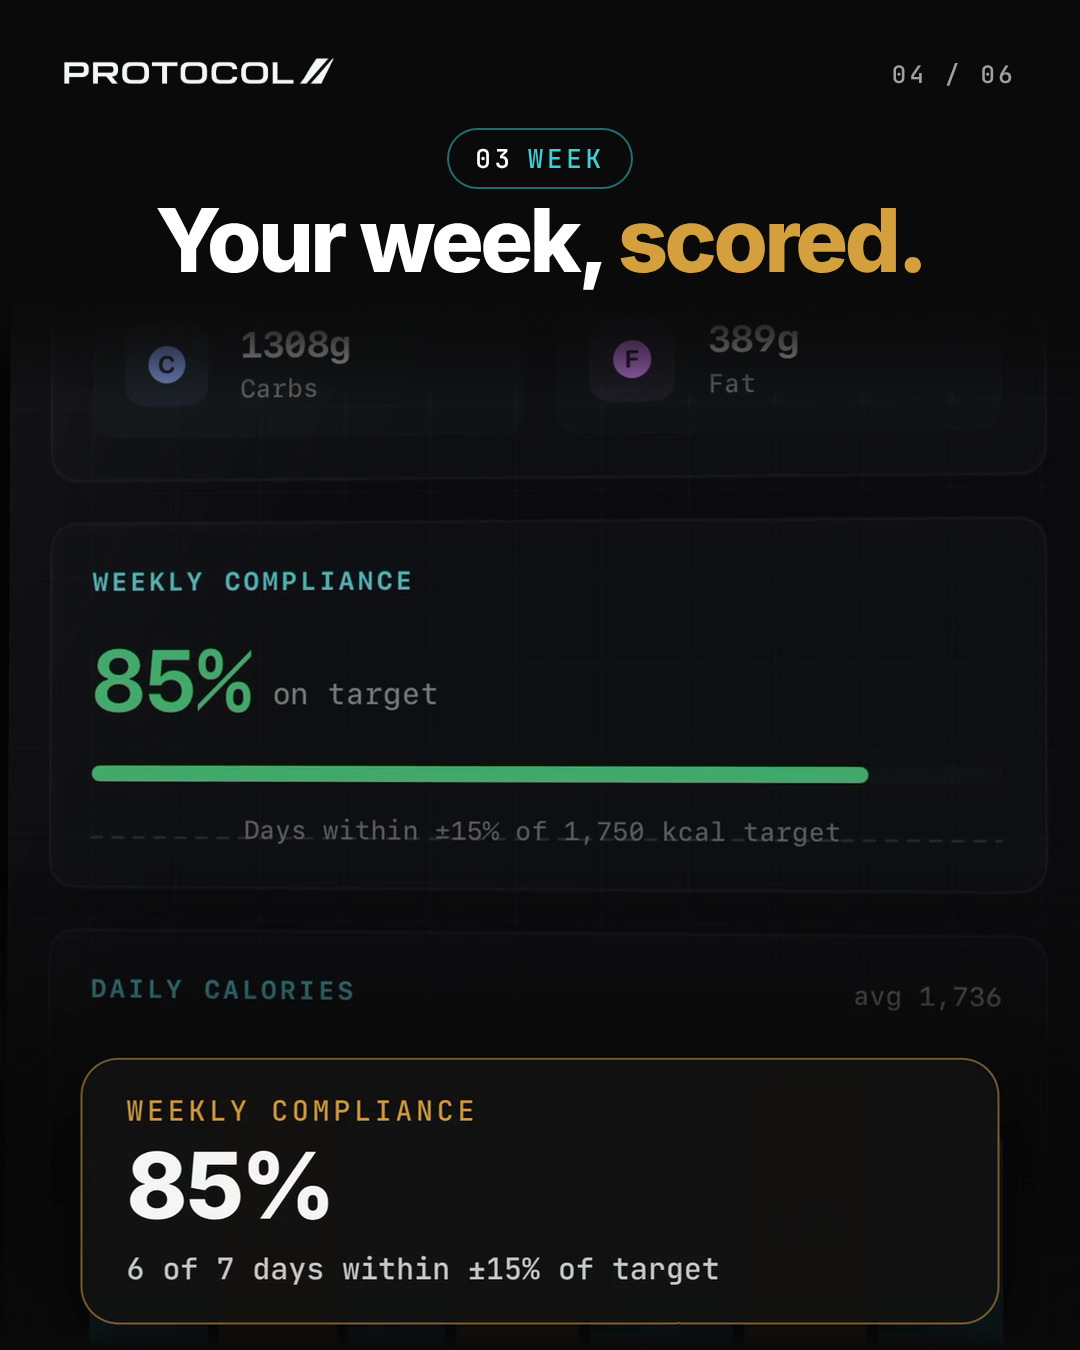 PROTOCOL
04 / 06
03 WEEK
Your week, scored.
C 1308g
Carbs
F 389g
Fat
WEEKLY COMPLIANCE
85% on target
Days within ±15% of 1,750 kcal target
DAILY CALORIES
avg 1,736
WEEKLY COMPLIANCE
85%
6 of 7 days within ±15% of target